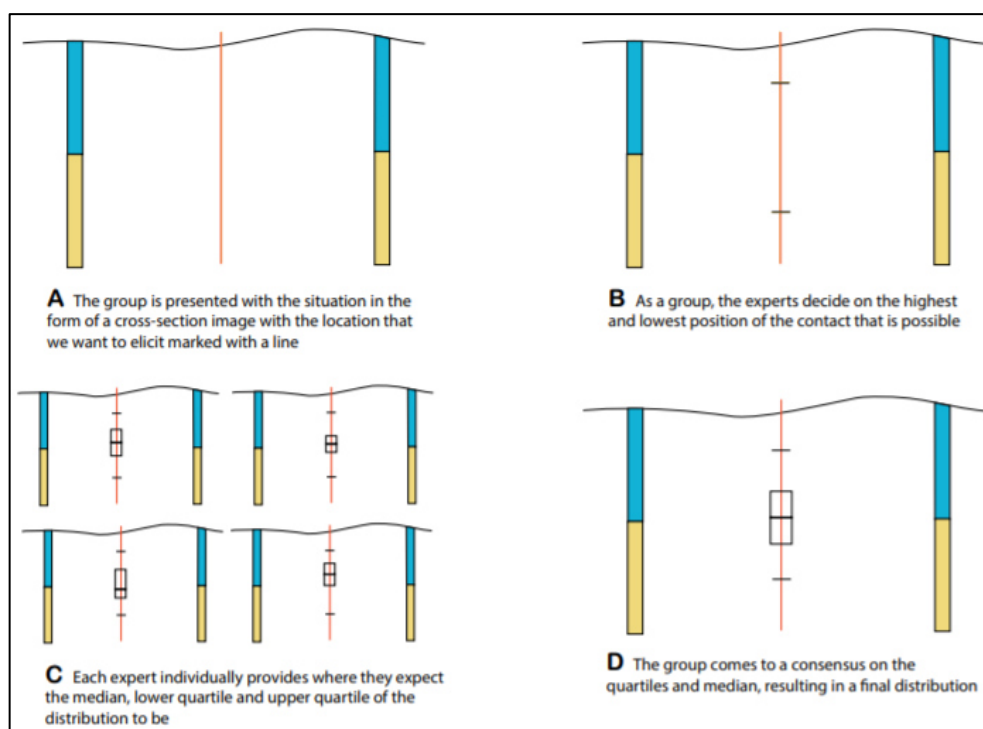 A The group is presented with the situation in the
form of a cross-section image with the location that
we want to elicit marked with a line
B As a group, the experts decide on the highest
and lowest position of the contact that is possible
C Each expert individually provides where they expect
the median, lower quartile and upper quartile of the
distribution to be
D The group comes to a consensus on the
quartiles and median, resulting in a final distribution